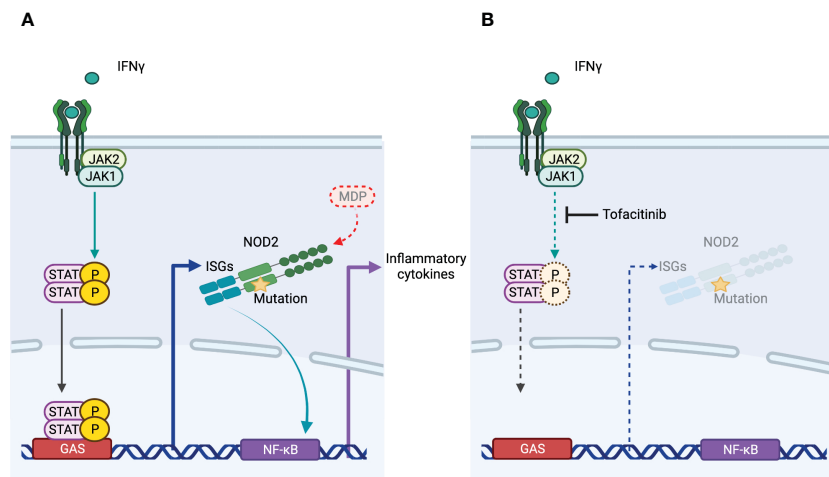 A
IFNγ
JAK2
JAK1
MDP
NOD2
ISGs
Mutation
Inflammatory
cytokines
STAT P
STAT P
STAT P
STAT P
GAS
NF-κB
B
IFNγ
JAK2
JAK1
Tofacitinib
NOD2
ISGs
Mutation
STAT P
STAT P
GAS
NF-κB